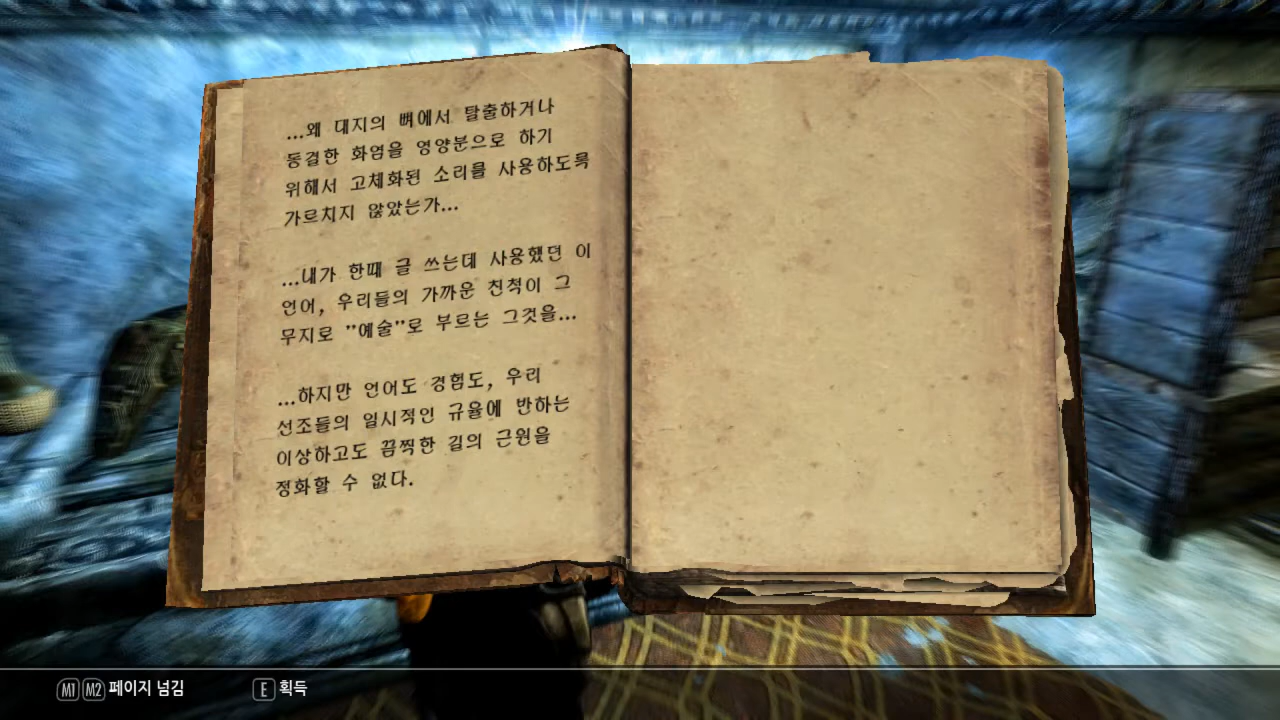 ...왜 대지의 뼈에서 탈출하거나
동결한 화염을 영양분으로 하기
위해서 고체화된 소리를 사용하도록
가르치지 않았는가...
...내가 한때 글 쓰는데 사용했던 이
언어, 우리들의 가까운 친척이 그
무지로 "예술"로 부르는 그것을...
...하지만 언어도 경험도, 우리
선조들의 일시적인 규율에 반하는
이상하고도 끔찍한 길의 근원을
정화할 수 없다.
M1 M2 페이지 넘김 E 획득